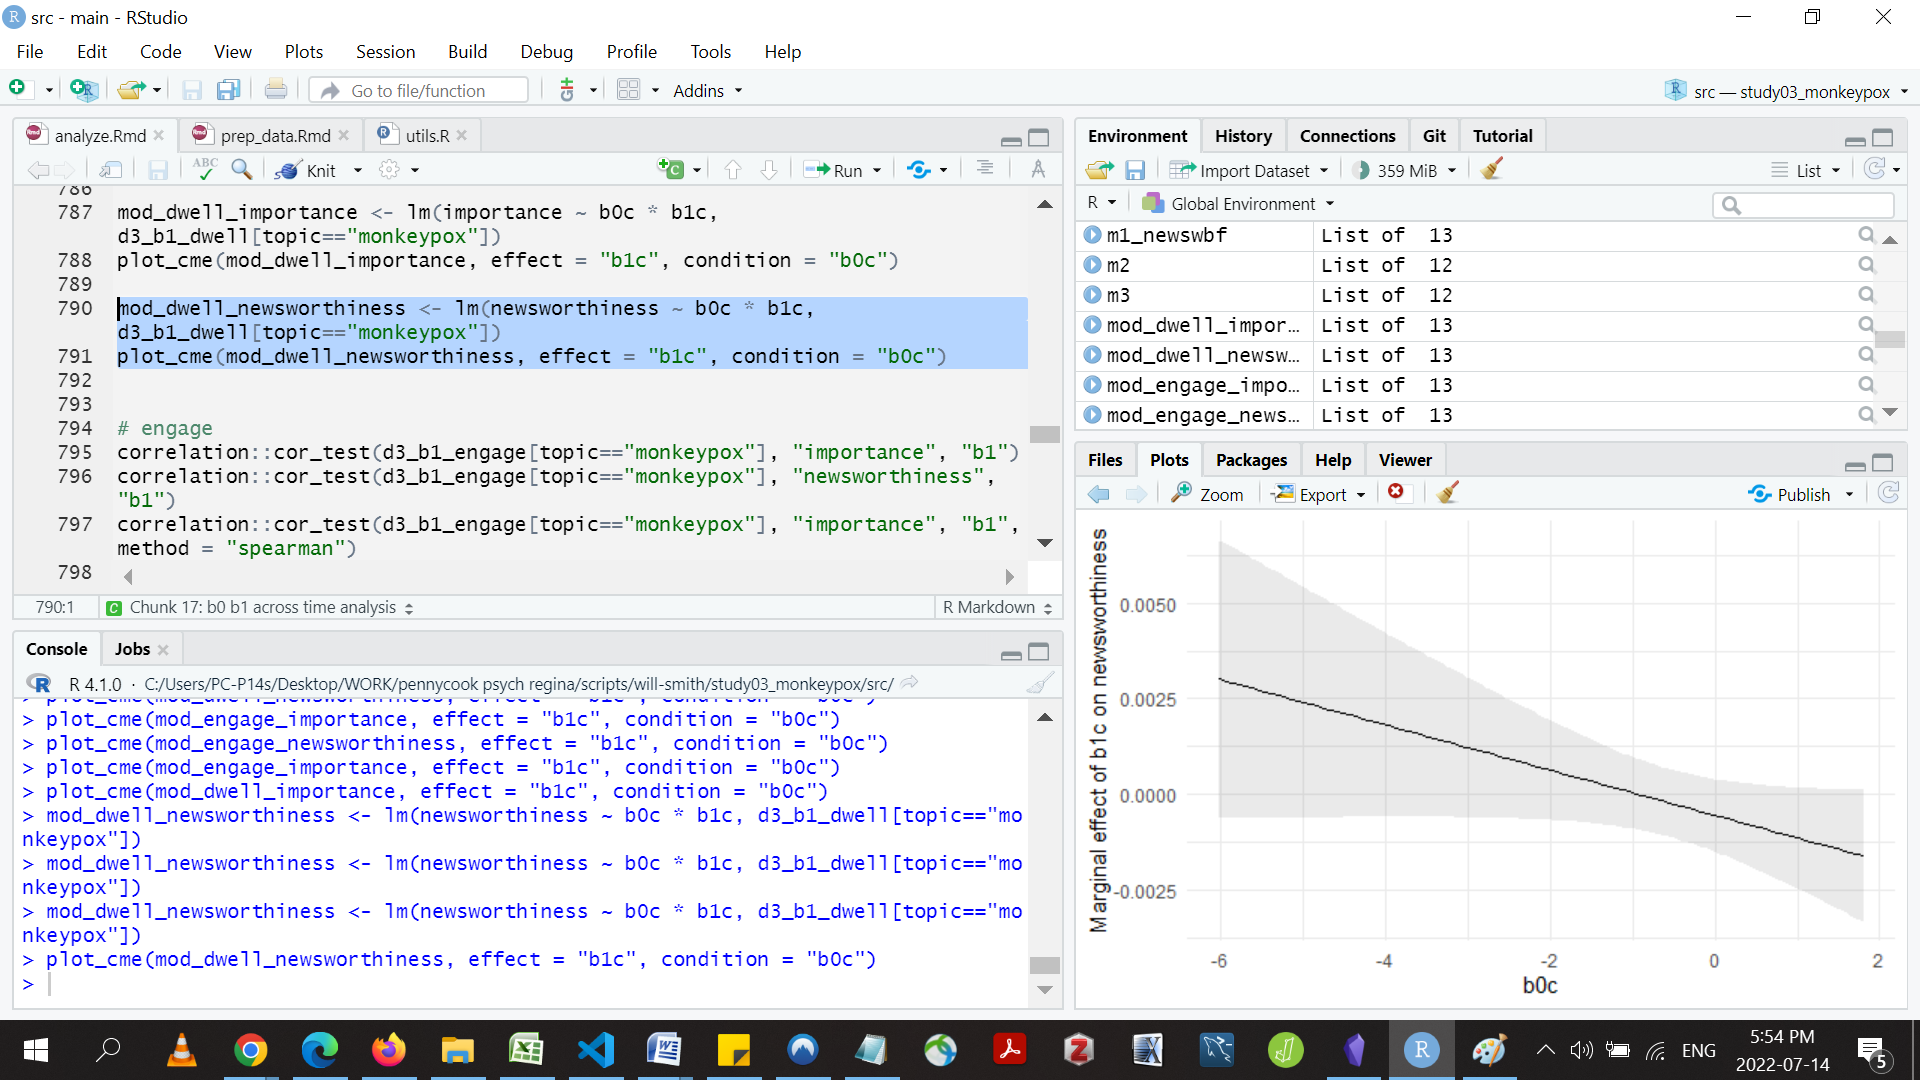 src - main - RStudio
File Edit Code View Plots Session Build Debug Profile Tools Help
Go to file/function
Addins
src — study03_monkeypox
analyze.Rmd
prep_data.Rmd
utils.R
ABC
Knit
Run
786
787 mod_dwell_importance <- lm(importance ~ b0c * b1c,
d3_b1_dwell[topic=="monkeypox"])
788 plot_cme(mod_dwell_importance, effect = "b1c", condition = "b0c")
789
790 mod_dwell_newsworthiness <- lm(newsworthiness ~ b0c * b1c,
d3_b1_dwell[topic=="monkeypox"])
791 plot_cme(mod_dwell_newsworthiness, effect = "b1c", condition = "b0c")
792
793
794 # engage
795 correlation::cor_test(d3_b1_engage[topic=="monkeypox"], "importance", "b1")
796 correlation::cor_test(d3_b1_engage[topic=="monkeypox"], "newsworthiness",
"b1")
797 correlation::cor_test(d3_b1_engage[topic=="monkeypox"], "importance", "b1",
method = "spearman")
798
790:1
Chunk 17: b0 b1 across time analysis
R Markdown
Console Jobs
R 4.1.0 · C:/Users/PC-P14s/Desktop/WORK/pennycook psych regina/scripts/will-smith/study03_monkeypox/src/
> plot_cme(mod_dwell_newsworthiness, effect = "b1c", condition = "b0c")
> plot_cme(mod_engage_importance, effect = "b1c", condition = "b0c")
> plot_cme(mod_engage_newsworthiness, effect = "b1c", condition = "b0c")
> plot_cme(mod_engage_importance, effect = "b1c", condition = "b0c")
> plot_cme(mod_dwell_importance, effect = "b1c", condition = "b0c")
> mod_dwell_newsworthiness <- lm(newsworthiness ~ b0c * b1c, d3_b1_dwell[topic=="mo
nkeypox"])
> mod_dwell_newsworthiness <- lm(newsworthiness ~ b0c * b1c, d3_b1_dwell[topic=="mo
nkeypox"])
> mod_dwell_newsworthiness <- lm(newsworthiness ~ b0c * b1c, d3_b1_dwell[topic=="mo
nkeypox"])
> plot_cme(mod_dwell_newsworthiness, effect = "b1c", condition = "b0c")
>
Environment History Connections Git Tutorial
Import Dataset
359 MiB
List
R
Global Environment
m1_newswbf List of 13
m2 List of 12
m3 List of 12
mod_dwell_impor... List of 13
mod_dwell_newsw... List of 13
mod_engage_impo... List of 13
mod_engage_news... List of 13
Files Plots Packages Help Viewer
Zoom
Export
Publish
Marginal effect of b1c on newsworthiness
0.0050
0.0025
0.0000
-0.0025
-6 -4 -2 0 2
b0c
ENG
5:54 PM
2022-07-14
5